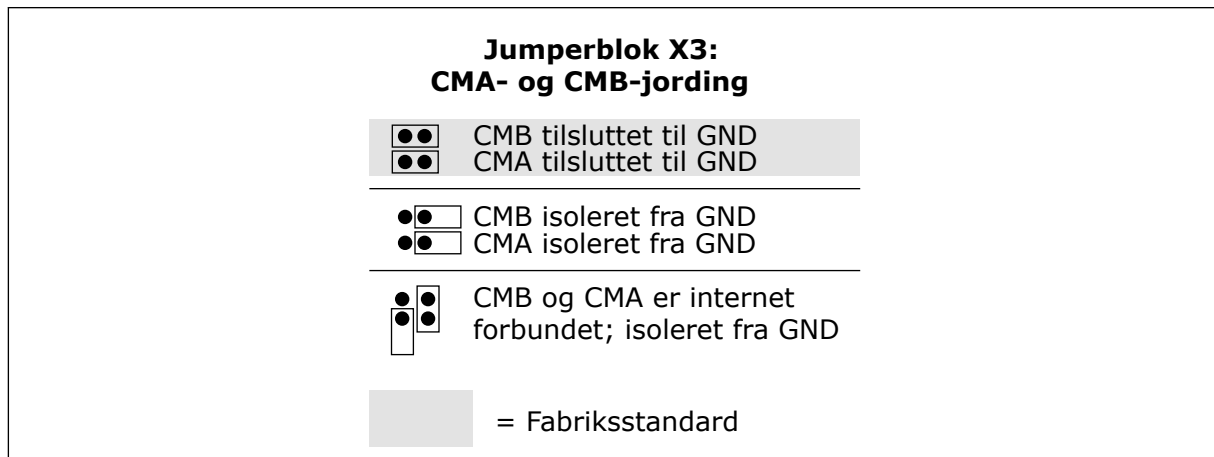 Jumperblok X3:
CMA- og CMB-jording
CMB tilsluttet til GND
CMA tilsluttet til GND
CMB isoleret fra GND
CMA isoleret fra GND
CMB og CMA er internet
forbundet; isoleret fra GND
= Fabriksstandard